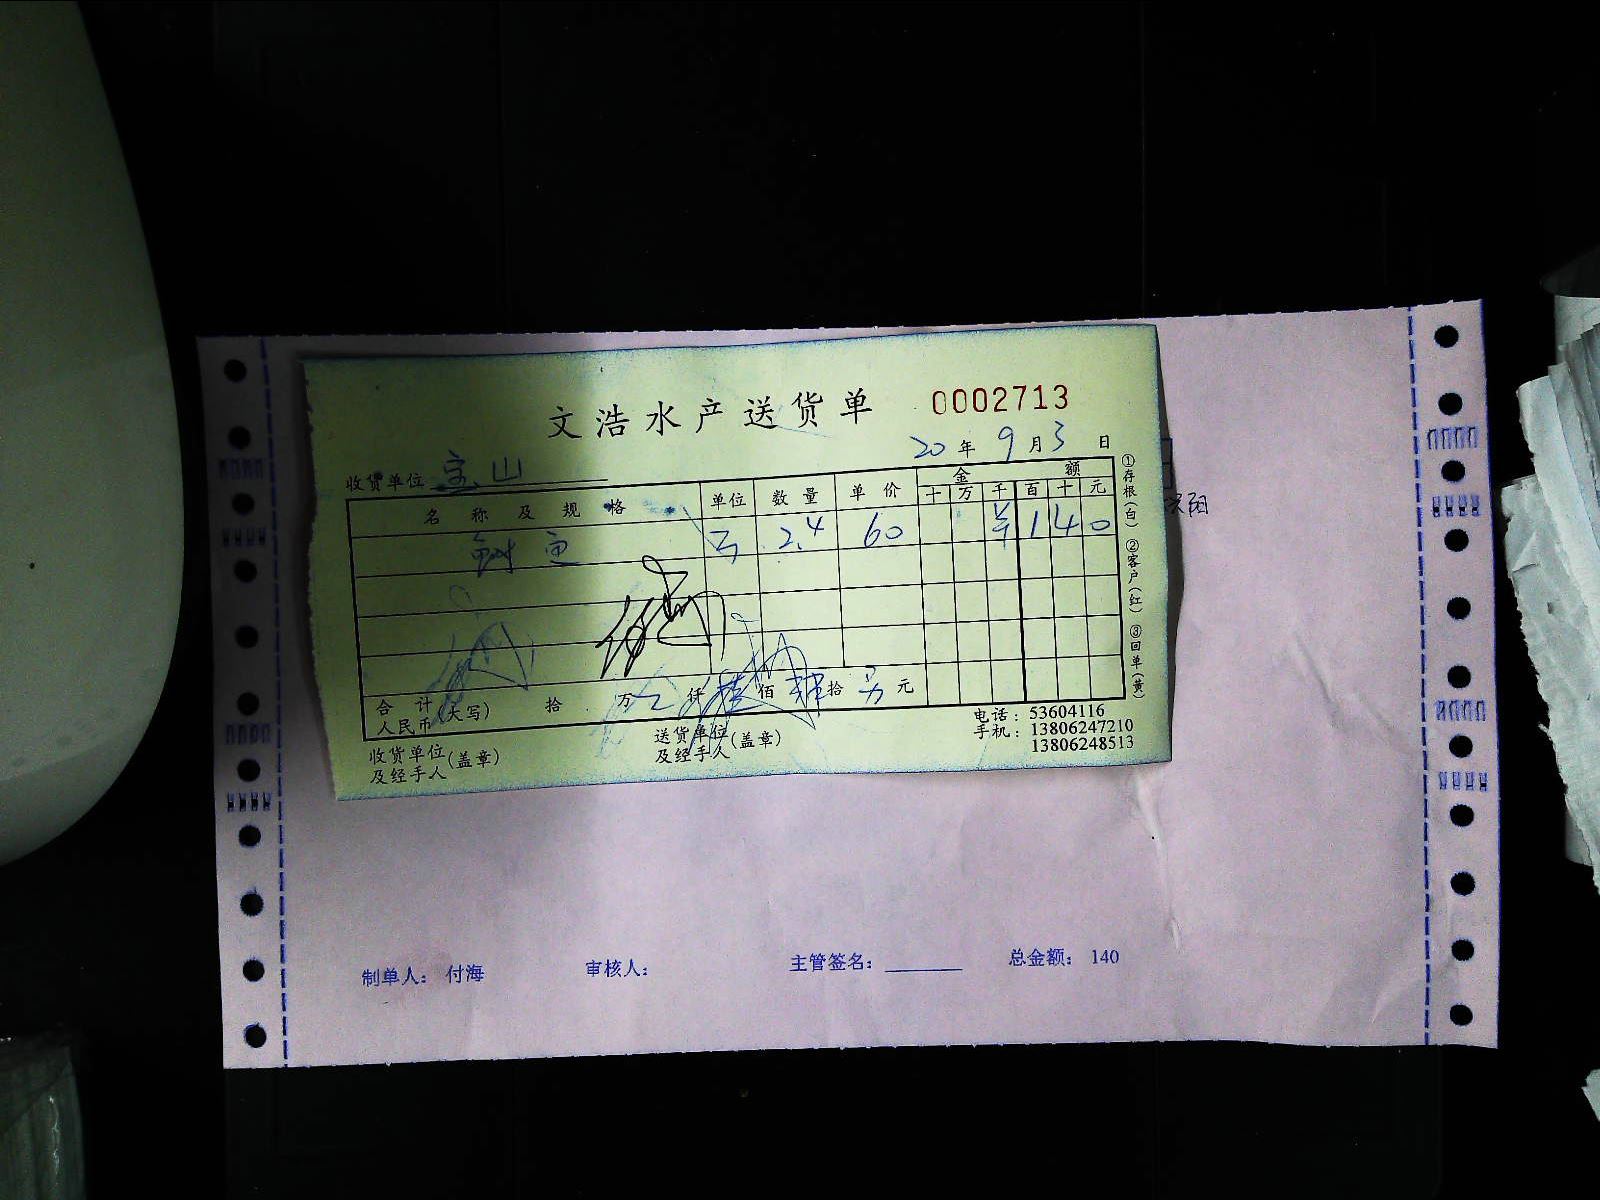 文浩水产送货单 0002713
20年9月3日
收货单位 宝山
名称及规格 单位 数量 单价 金额
十 万 千 百 十 元
鱼 2.4 60 ¥ 1 4 0
合计人民币(大写) 拾 万 仟 佰 肆拾 元
收货单位及经手人(盖章) 送货单位及经手人(盖章)
电话:53604116
手机:13806247210
13806248513
①存根(白) ②客户(红) ③回单(黄)
制单人: 付海 审核人: 主管签名: 总金额: 140